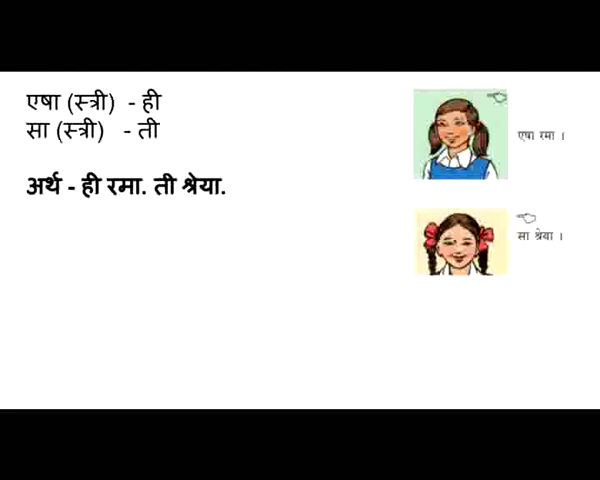 एषा (स्त्री) - ही
सा (स्त्री) - ती
अर्थ - ही रमा. ती श्रेया.
एषा रमा ।
सा श्रेया ।